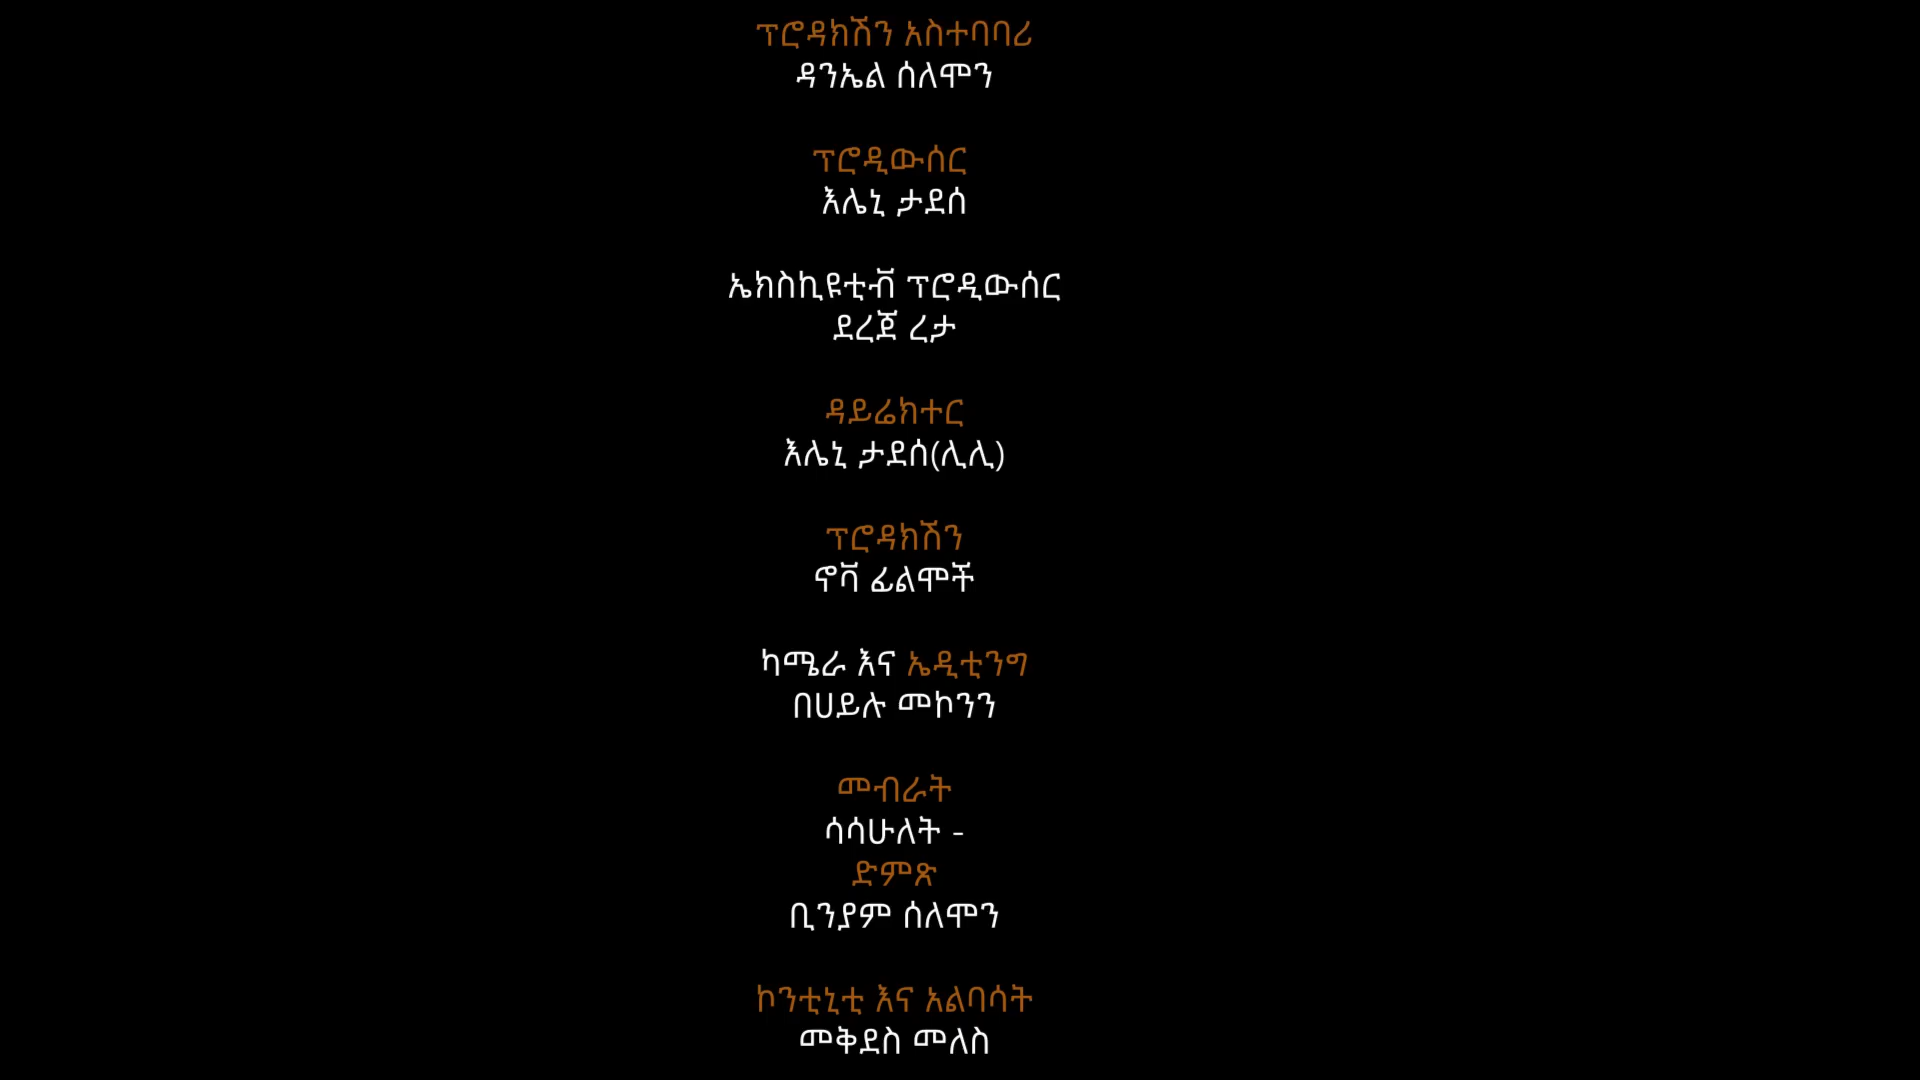 ፕሮዳክሽን አስተባባሪ
ዳንኤል ሰለሞን
ፕሮዲውሰር
እሌኒ ታደሰ
ኤክስኪዩቲቭ ፕሮዲውሰር
ደረጀ ረታ
ዳይሬክተር
እሌኒ ታደሰ(ሊሊ)
ፕሮዳክሽን
ኖቫ ፊልሞች
ካሜራ እና ኤዲቲንግ
በሀይሉ መኮንን
መብራት
ሳሳሁለት -
ድምጽ
ቢንያም ሰለሞን
ኮንቲኒቲ እና አልባሳት
መቅደስ መለስ